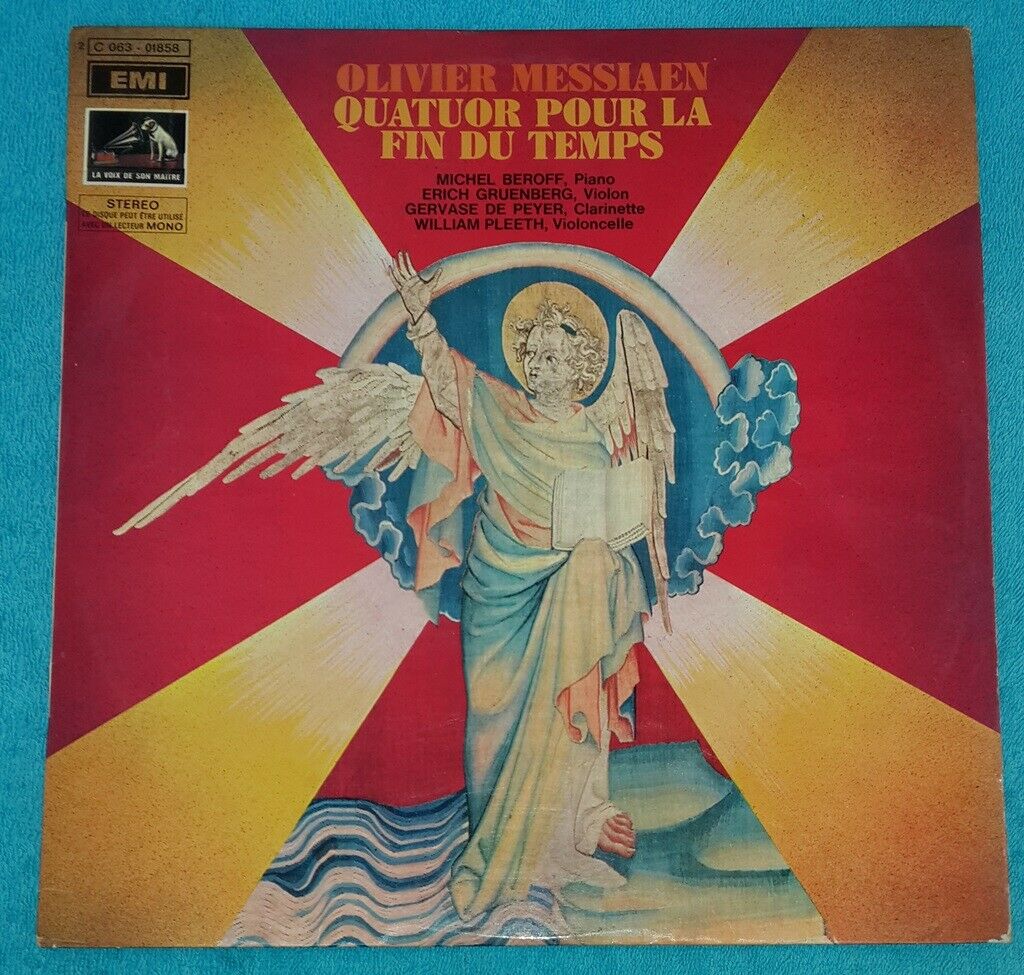 2 C 063 - 01858
EMI
LA VOIX DE SON MAITRE
STEREO
CE DISQUE PEUT ÊTRE UTILISÉ
AVEC UN LECTEUR MONO
OLIVIER MESSIAEN
QUATUOR POUR LA
FIN DU TEMPS
MICHEL BEROFF, Piano
ERICH GRUENBERG, Violon
GERVASE DE PEYER, Clarinette
WILLIAM PLEETH, Violoncelle